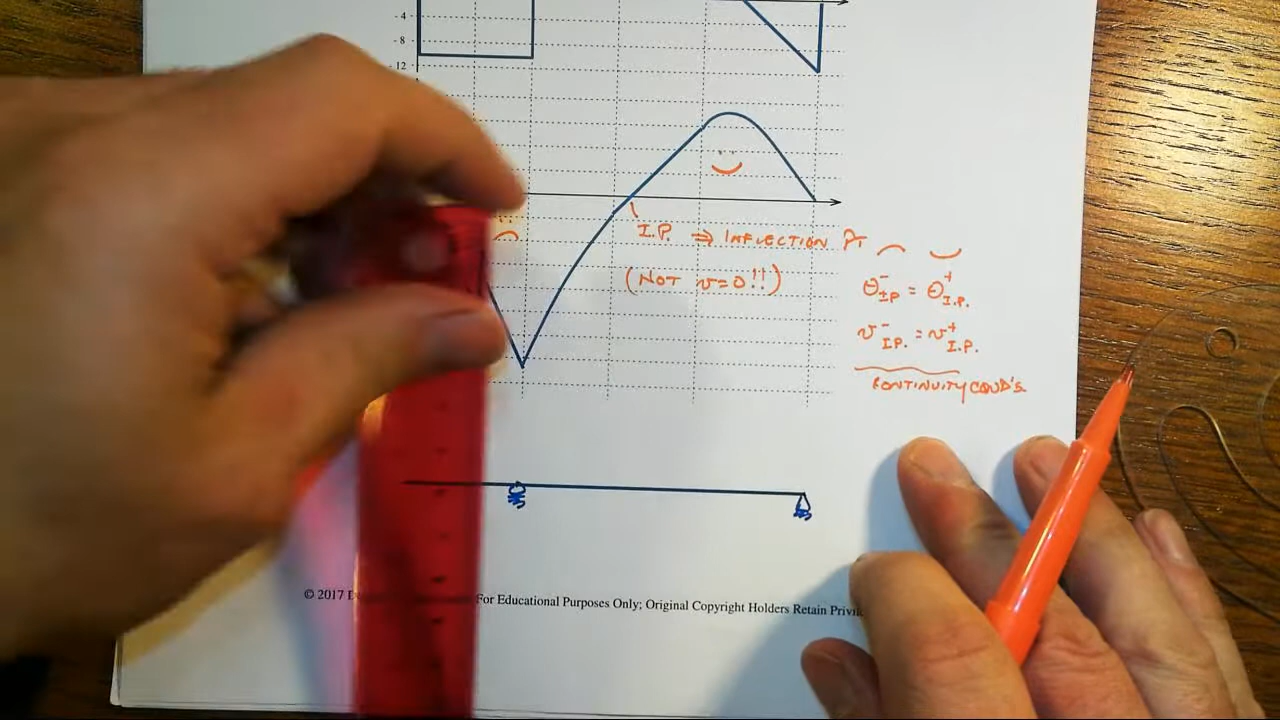 -4
-8
-12
I.P. ⇒ INFLECTION PT
(NOT v=0!!)
θ⁻I.P = θ⁺I.P.
v⁻I.P. = v⁺I.P.
CONTINUITY COND'S
© 2017
For Educational Purposes Only; Original Copyright Holders Retain